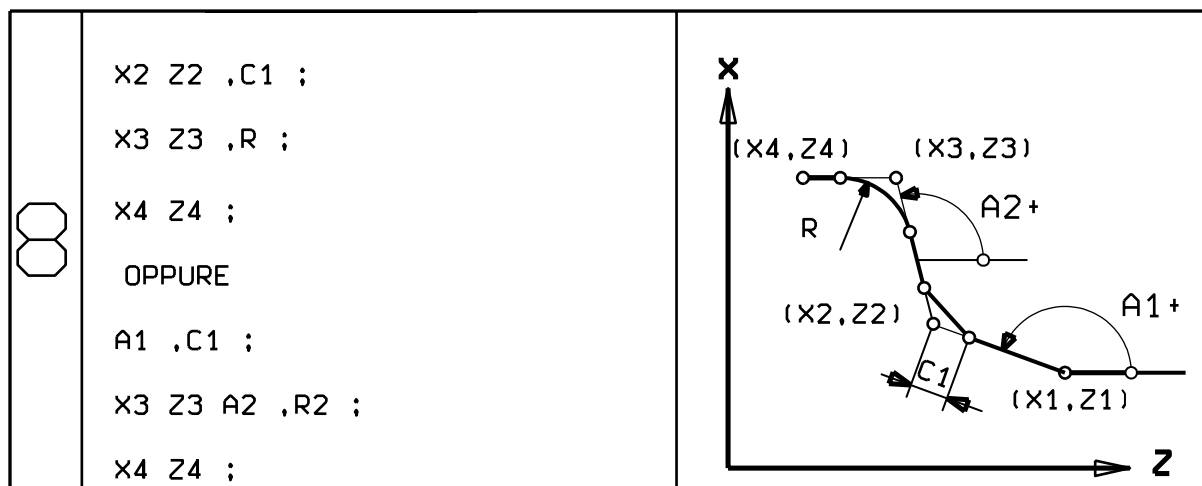 8
X2 Z2 ,C1 ;
X3 Z3 ,R ;
X4 Z4 ;
OPPURE
A1 ,C1 ;
X3 Z3 A2 ,R2 ;
X4 Z4 ;
X
(X4,Z4)
(X3,Z3)
A2+
R
(X2,Z2)
A1+
C1
(X1,Z1)
Z